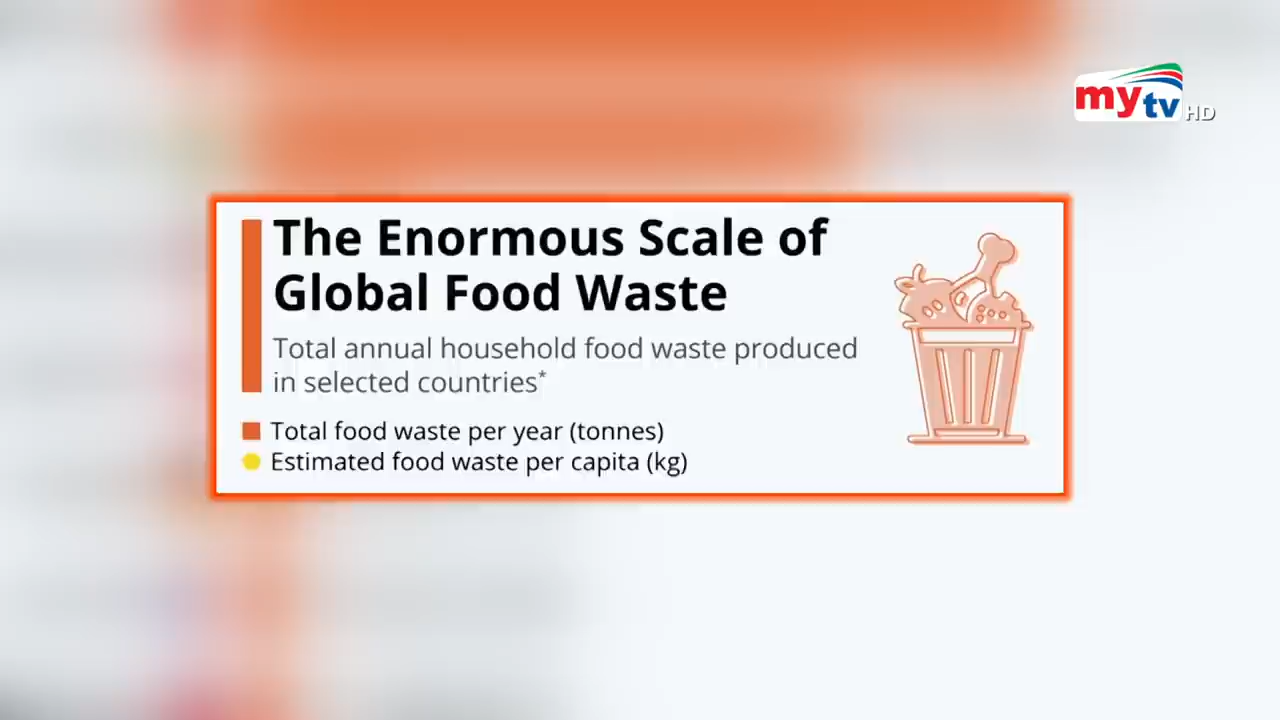 mytv HD
The Enormous Scale of
Global Food Waste
Total annual household food waste produced
in selected countries*
Total food waste per year (tonnes)
Estimated food waste per capita (kg)